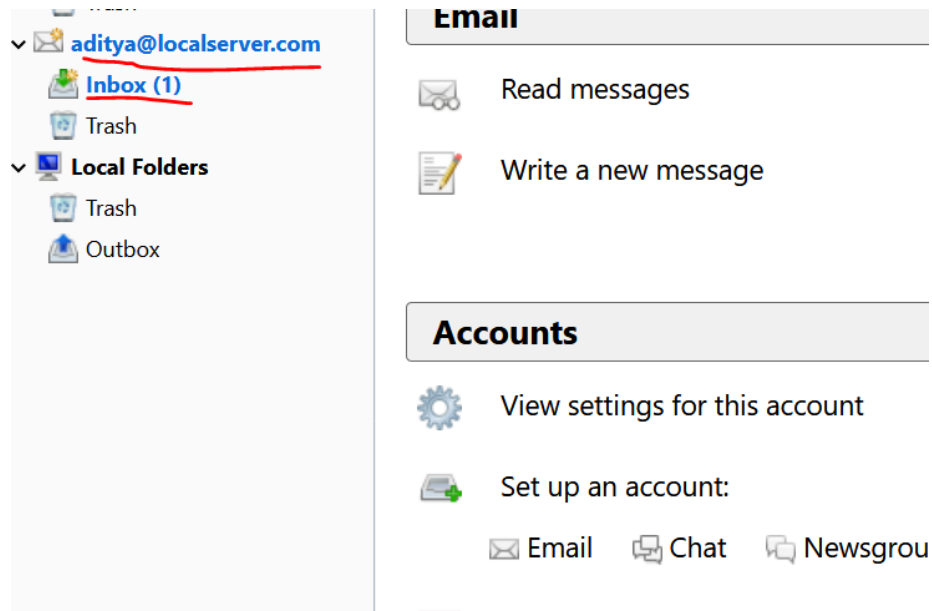 aditya@localserver.com
Inbox (1)
Trash
Local Folders
Trash
Outbox
Email
Read messages
Write a new message
Accounts
View settings for this account
Set up an account:
Email Chat Newsgrou